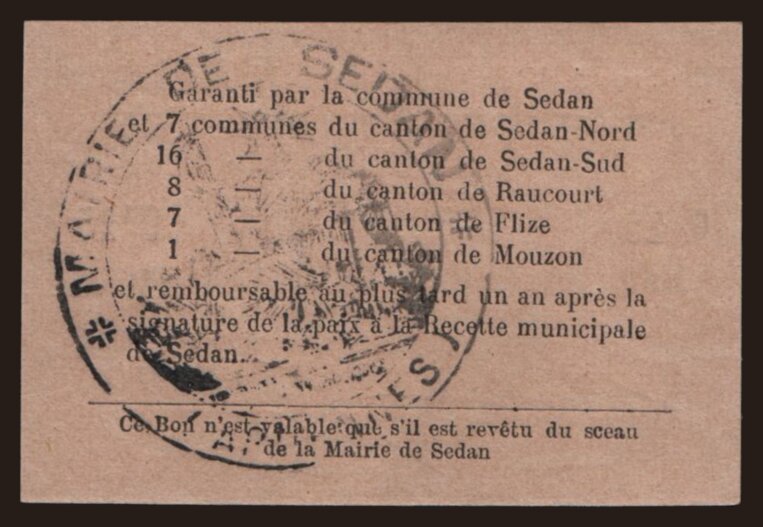 MAIRIE DE SEDAN
Garanti par la commune de Sedan
et 7 communes du canton de Sedan-Nord
16 — du canton de Sedan-Sud
8 — du canton de Raucourt
7 — du canton de Flize
1 — du canton de Mouzon
et remboursable au plus tard un an après la
signature de la paix à la Recette municipale
de Sedan.
Ce Bon n'est valable que s'il est revêtu du sceau
de la Mairie de Sedan